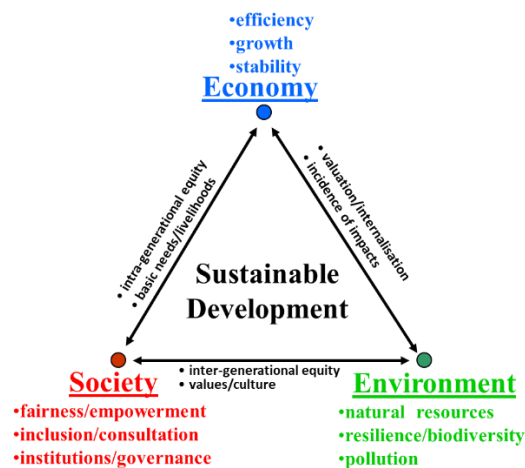 •efficiency
•growth
•stability
Economy
• intra-generational equity
• basic needs/livelihoods
• valuation/internalisation
• incidence of impacts
Sustainable
Development
• inter-generational equity
• values/culture
Society
•fairness/empowerment
•inclusion/consultation
•institutions/governance
Environment
•natural resources
•resilience/biodiversity
•pollution